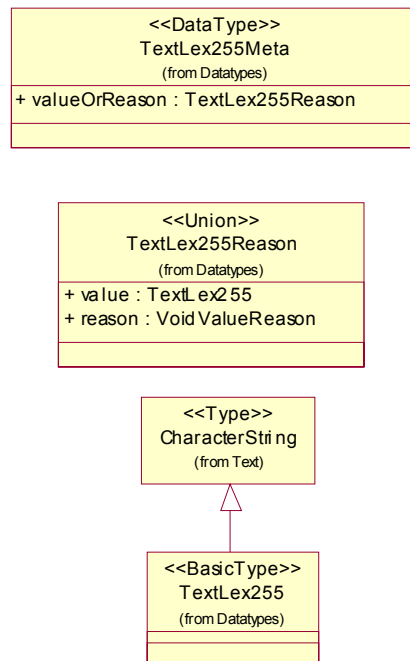 <<DataType>>
TextLex255Meta
(from Datatypes)
+ valueOrReason : TextLex255Reason
<<Union>>
TextLex255Reason
(from Datatypes)
+ value : TextLex255
+ reason : VoidValueReason
<<Type>>
CharacterString
(from Text)
<<BasicType>>
TextLex255
(from Datatypes)